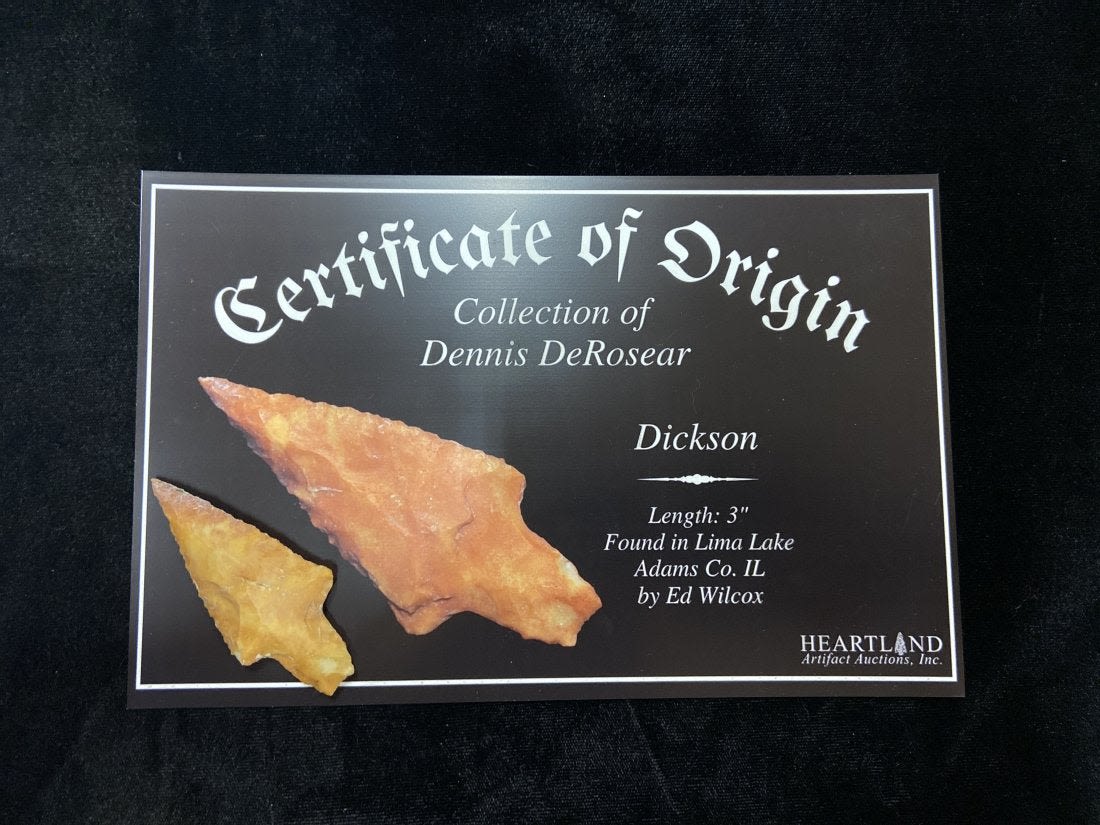 Certificate of Origin
Collection of
Dennis DeRosear
Dickson
Length: 3"
Found in Lima Lake
Adams Co. IL
by Ed Wilcox
HEARTLAND
Artifact Auctions, Inc.